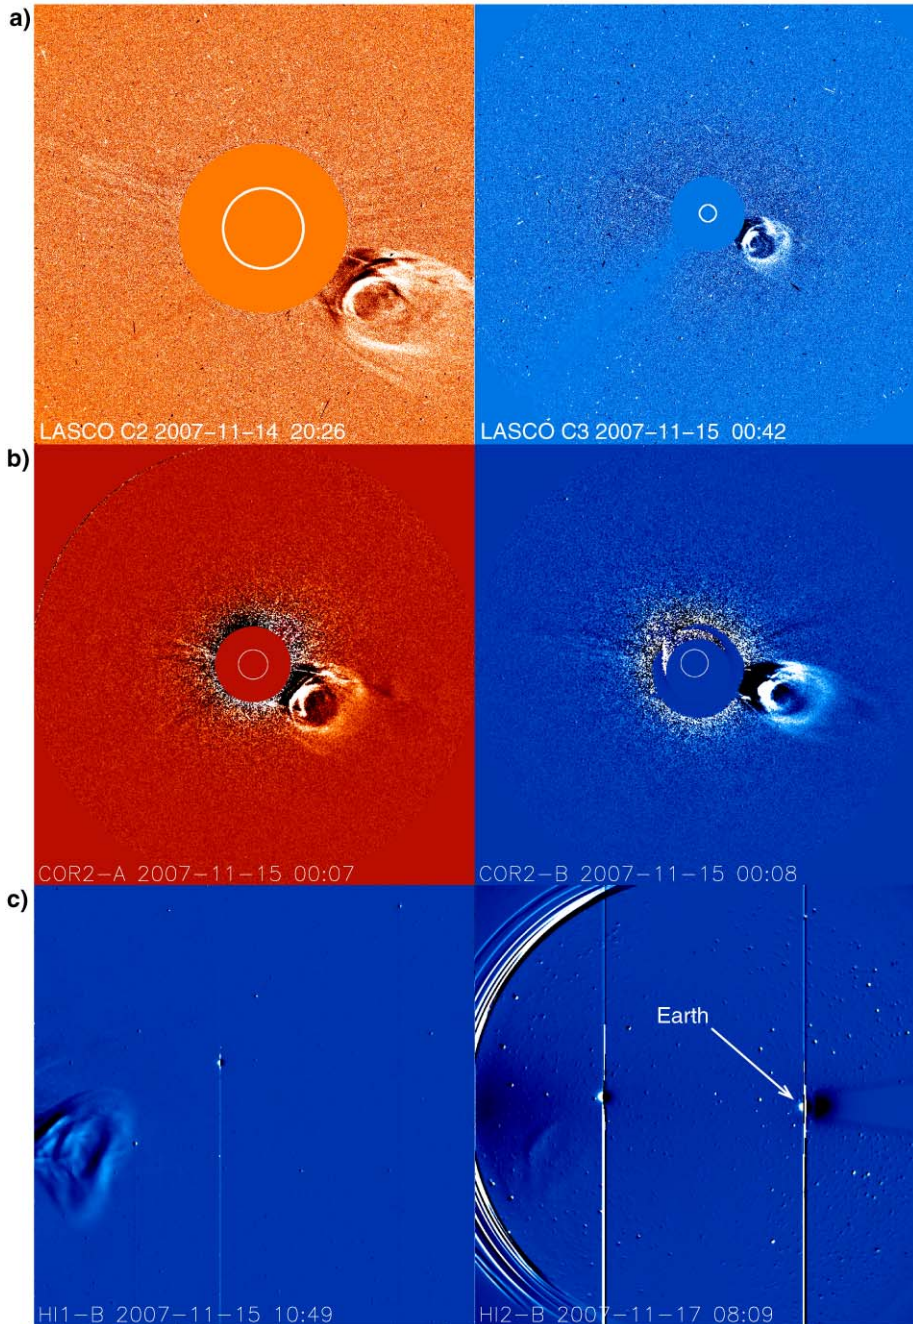 a)
LASCO C2 2007-11-14 20:26
LASCO C3 2007-11-15 00:42
b)
COR2-A 2007-11-15 00:07
COR2-B 2007-11-15 00:08
c)
Earth
HI1-B 2007-11-15 10:49
HI2-B 2007-11-17 08:09